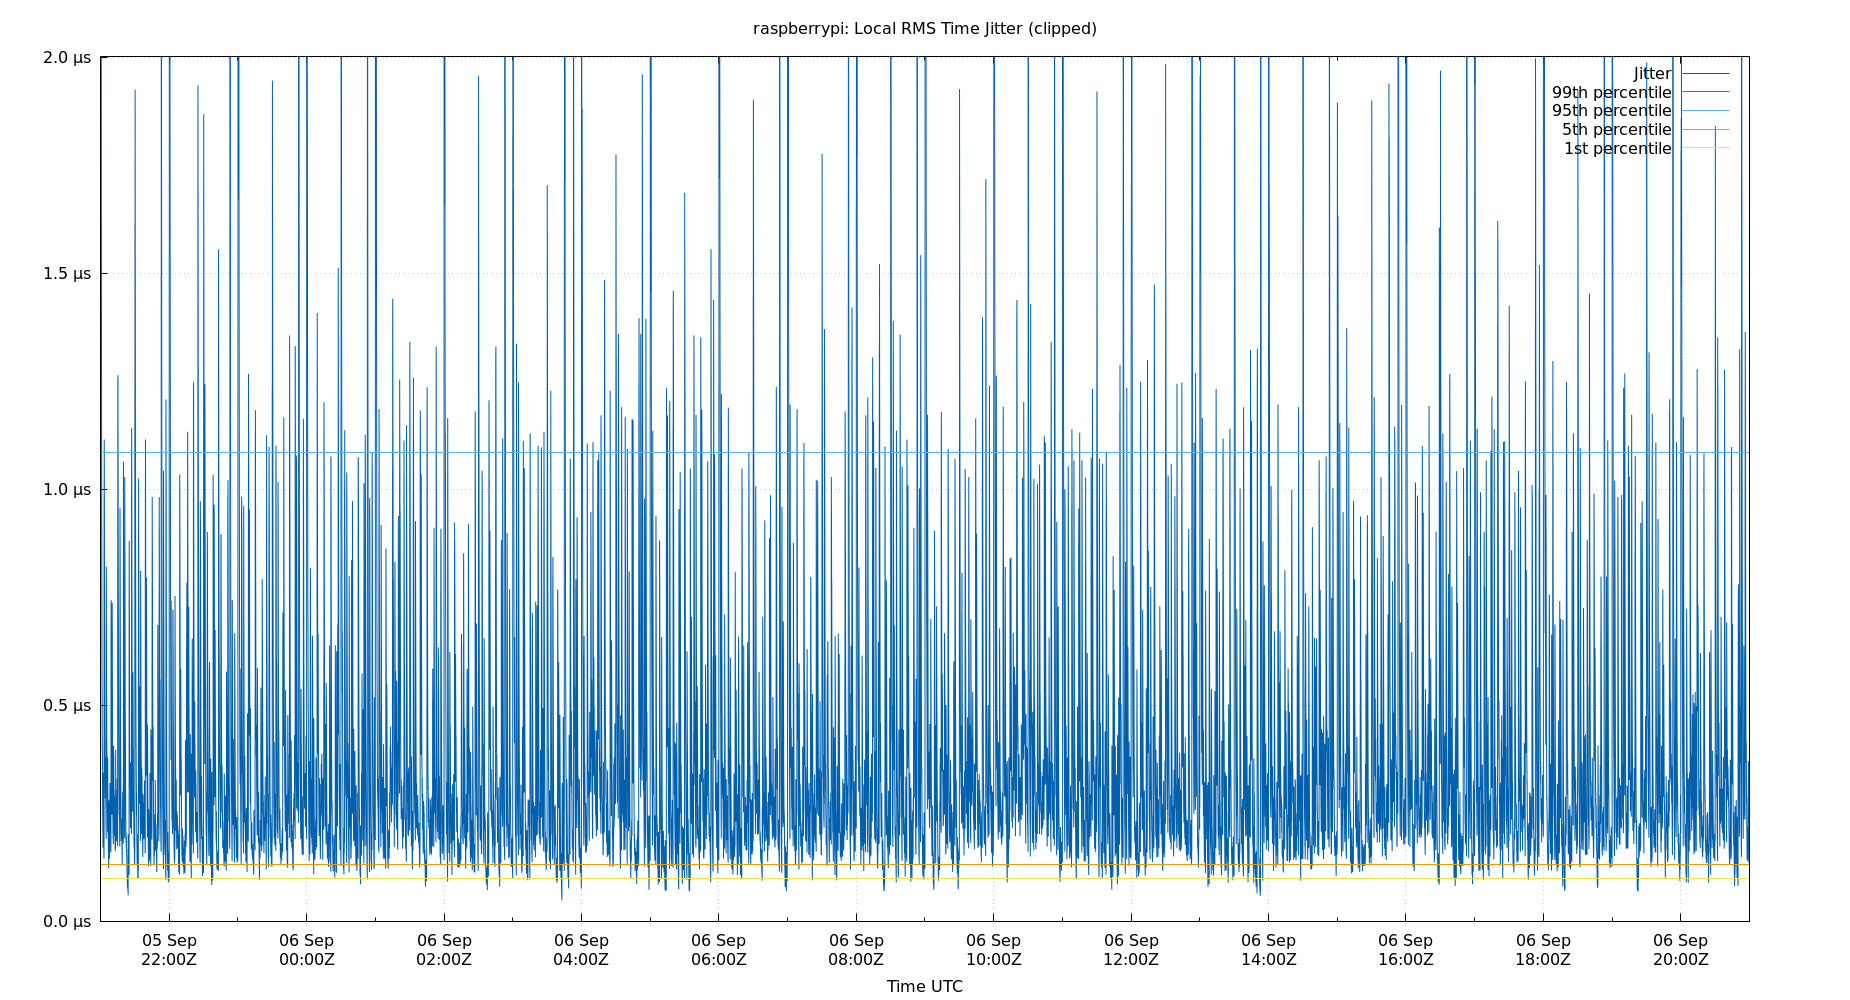 raspberrypi: Local RMS Time Jitter (clipped)
2.0 µs
1.5 µs
1.0 µs
0.5 µs
0.0 µs
Jitter
99th percentile
95th percentile
5th percentile
1st percentile
05 Sep 06 Sep 06 Sep 06 Sep 06 Sep 06 Sep 06 Sep 06 Sep 06 Sep 06 Sep 06 Sep 06 Sep
22:00Z 00:00Z 02:00Z 04:00Z 06:00Z 08:00Z 10:00Z 12:00Z 14:00Z 16:00Z 18:00Z 20:00Z
Time UTC